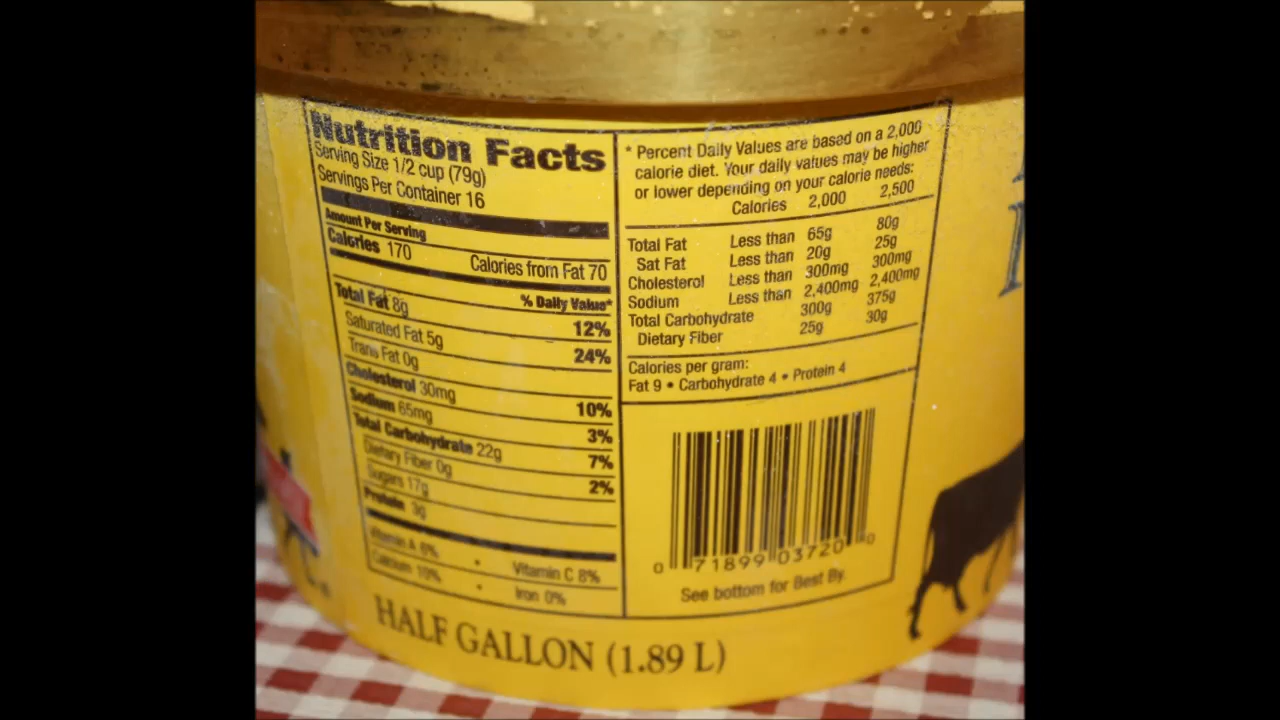 Nutrition Facts
Serving Size 1/2 cup (79g)
Servings Per Container 16
Amount Per Serving
Calories 170 Calories from Fat 70
% Daily Value*
Total Fat 8g 12%
Saturated Fat 5g 24%
Trans Fat 0g
Cholesterol 30mg 10%
Sodium 65mg 3%
Total Carbohydrate 22g 7%
Dietary Fiber 0g 2%
Sugars 17g
Protein 3g
Vitamin A 6% • Vitamin C 8%
Calcium 10% • Iron 0%
* Percent Daily Values are based on a 2,000
calorie diet. Your daily values may be higher
or lower depending on your calorie needs:
Calories 2,000 2,500
Total Fat Less than 65g 80g
Sat Fat Less than 20g 25g
Cholesterol Less than 300mg 300mg
Sodium Less than 2,400mg 2,400mg
Total Carbohydrate 300g 375g
Dietary Fiber 25g 30g
Calories per gram:
Fat 9 • Carbohydrate 4 • Protein 4
0 71899 03720 0
See bottom for Best By
HALF GALLON (1.89 L)